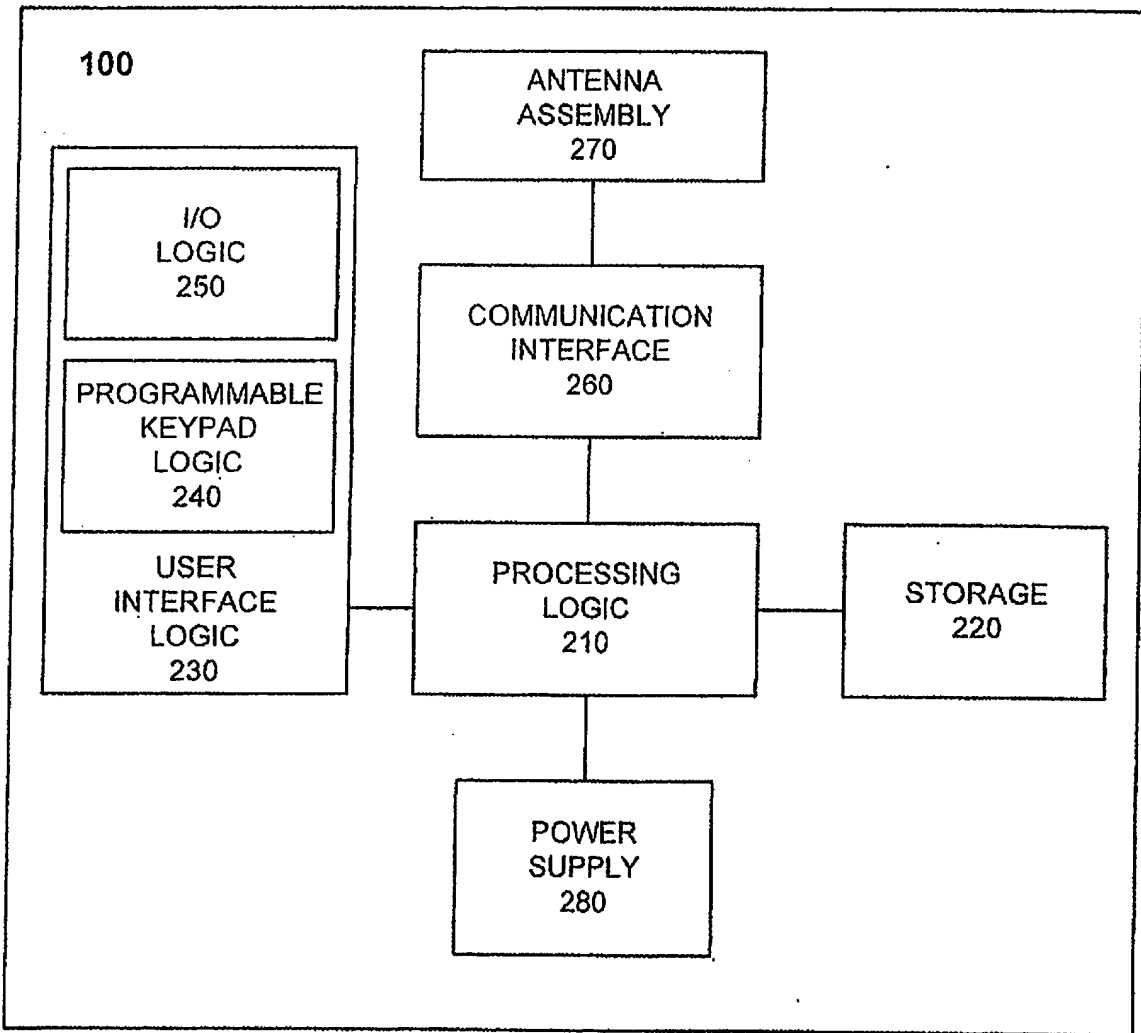 100
ANTENNA
ASSEMBLY
270
I/O
LOGIC
250
PROGRAMMABLE
KEYPAD
LOGIC
240
USER
INTERFACE
LOGIC
230
COMMUNICATION
INTERFACE
260
PROCESSING
LOGIC
210
STORAGE
220
POWER
SUPPLY
280